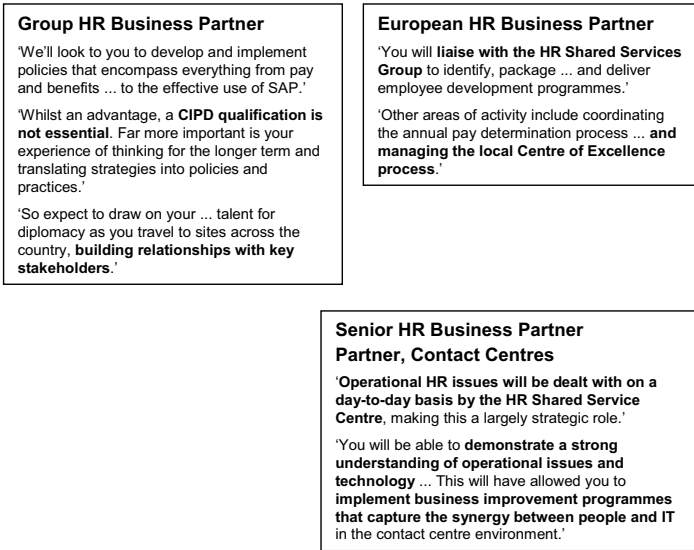 Group HR Business Partner
‘We’ll look to you to develop and implement
policies that encompass everything from pay
and benefits ... to the effective use of SAP.’
‘Whilst an advantage, a CIPD qualification is
not essential. Far more important is your
experience of thinking for the longer term and
translating strategies into policies and
practices.’
‘So expect to draw on your ... talent for
diplomacy as you travel to sites across the
country, building relationships with key
stakeholders.’
European HR Business Partner
‘You will liaise with the HR Shared Services
Group to identify, package ... and deliver
employee development programmes.’
‘Other areas of activity include coordinating
the annual pay determination process ... and
managing the local Centre of Excellence
process.’
Senior HR Business Partner
Partner, Contact Centres
‘Operational HR issues will be dealt with on a
day-to-day basis by the HR Shared Service
Centre, making this a largely strategic role.’
‘You will be able to demonstrate a strong
understanding of operational issues and
technology ... This will have allowed you to
implement business improvement programmes
that capture the synergy between people and IT
in the contact centre environment.’